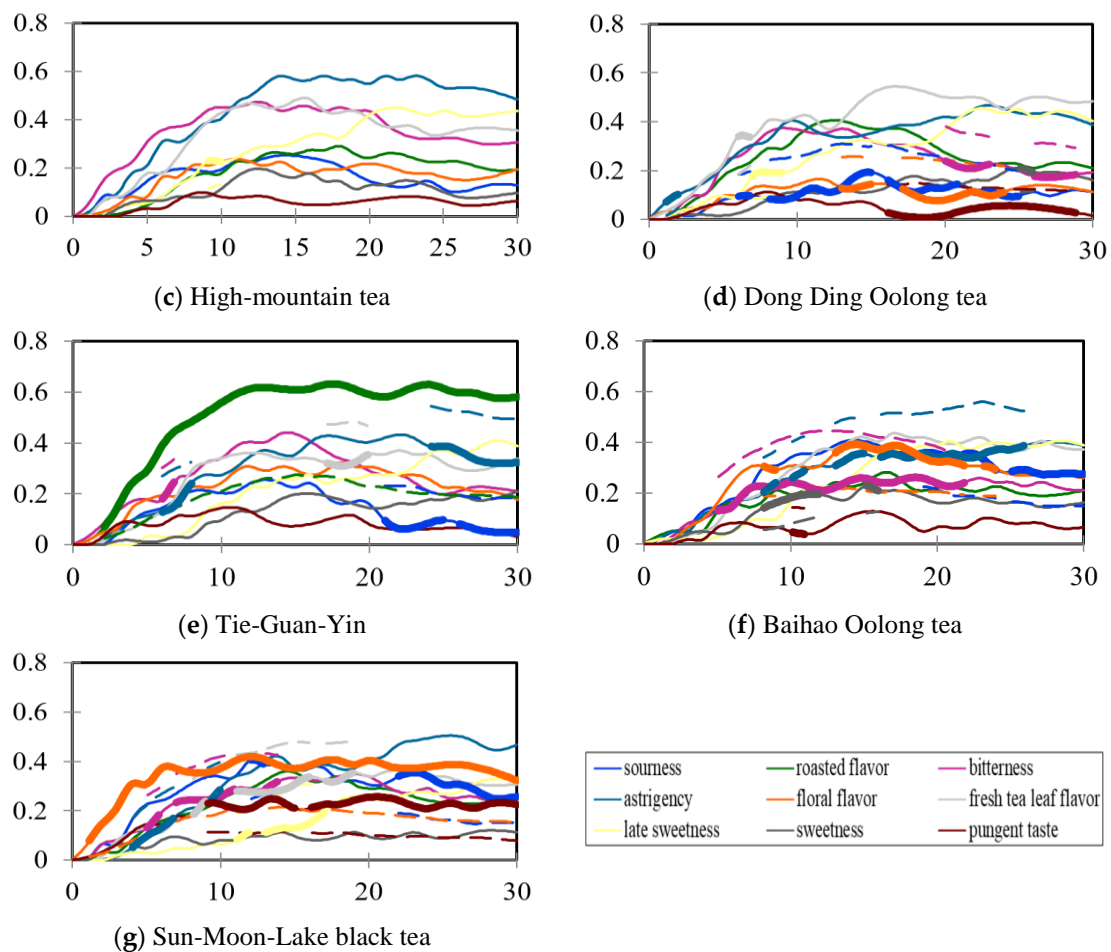 0.8
0.6
0.4
0.2
0
0 5 10 15 20 25 30
(c) High-mountain tea
0.8
0.6
0.4
0.2
0
0 10 20 30
(d) Dong Ding Oolong tea
0.8
0.6
0.4
0.2
0
0 10 20 30
(e) Tie-Guan-Yin
0.8
0.6
0.4
0.2
0
0 10 20 30
(f) Baihao Oolong tea
0.8
0.6
0.4
0.2
0
0 10 20 30
(g) Sun-Moon-Lake black tea
sourness roasted flavor bitterness
astrigency floral flavor fresh tea leaf flavor
late sweetness sweetness pungent taste